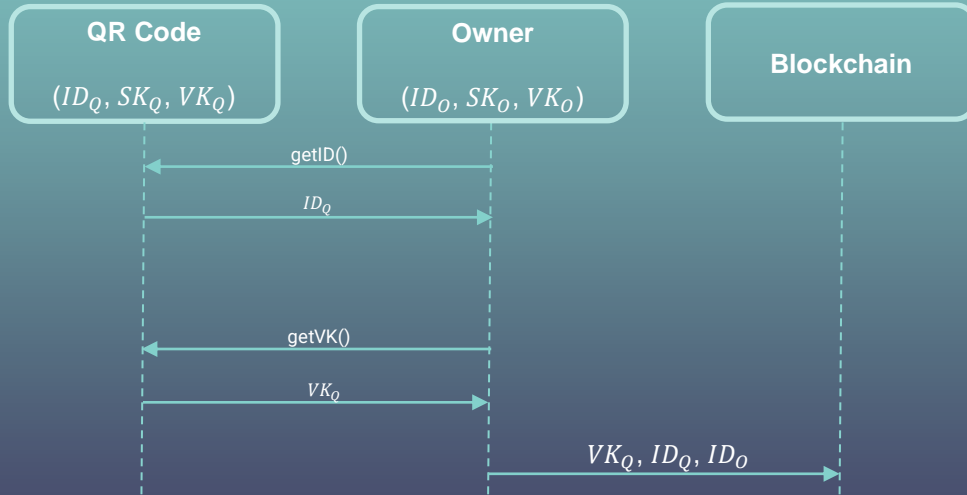 QR Code
(ID_Q, SK_Q, VK_Q)
Owner
(ID_O, SK_O, VK_O)
Blockchain
getID()
ID_Q
getVK()
VK_Q
VK_Q, ID_Q, ID_O